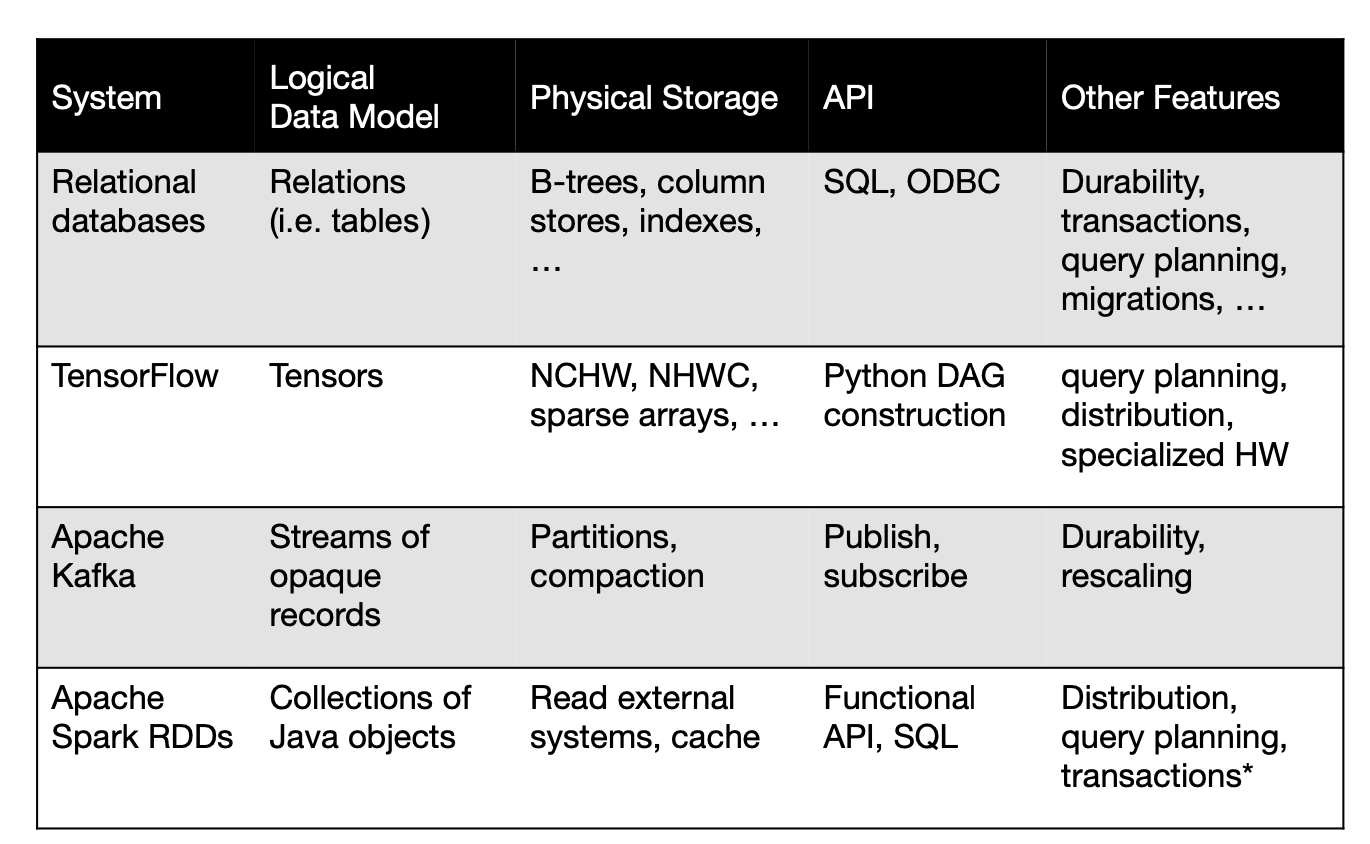 System
Logical
Data Model
Physical Storage
API
Other Features
Relational
databases
Relations
(i.e. tables)
B-trees, column
stores, indexes,
…
SQL, ODBC
Durability,
transactions,
query planning,
migrations, …
TensorFlow
Tensors
NCHW, NHWC,
sparse arrays, …
Python DAG
construction
query planning,
distribution,
specialized HW
Apache
Kafka
Streams of
opaque
records
Partitions,
compaction
Publish,
subscribe
Durability,
rescaling
Apache
Spark RDDs
Collections of
Java objects
Read external
systems, cache
Functional
API, SQL
Distribution,
query planning,
transactions*